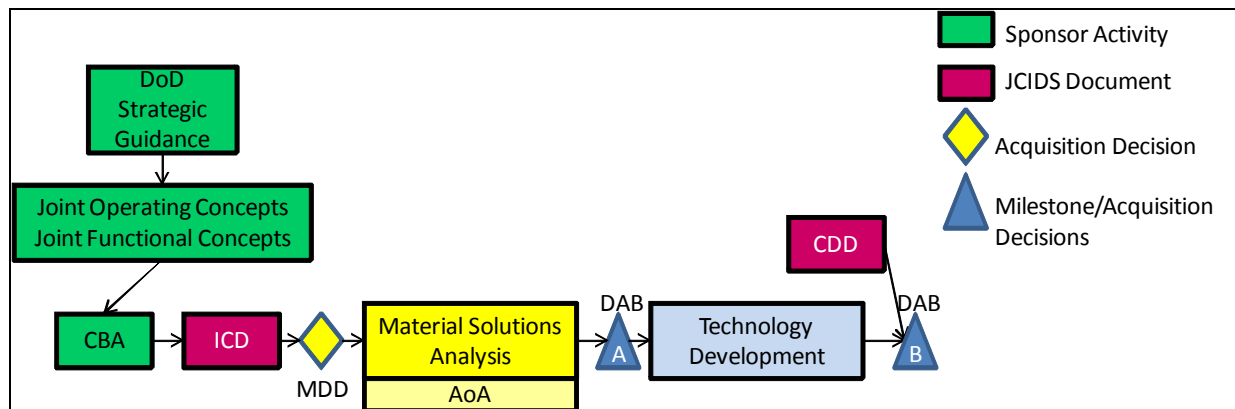 DoD
Strategic
Guidance
Joint Operating Concepts
Joint Functional Concepts
CBA
ICD
MDD
Material Solutions
Analysis
AoA
DAB
A
Technology
Development
CDD
DAB
B
Sponsor Activity
JCIDS Document
Acquisition Decision
Milestone/Acquisition
Decisions